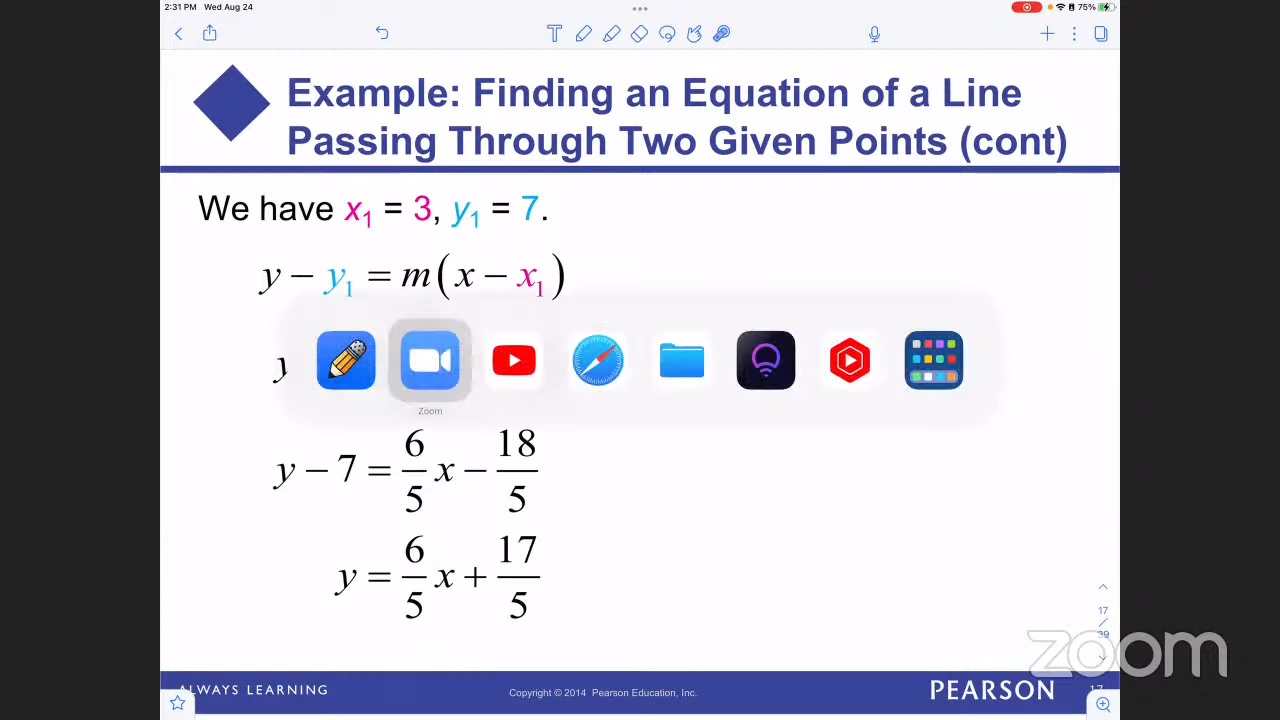 2:31 PM Wed Aug 24
75%
Example: Finding an Equation of a Line
Passing Through Two Given Points (cont)
We have x₁ = 3, y₁ = 7.
y − y₁ = m(x − x₁)
y
Zoom
y − 7 = 6/5 x − 18/5
y = 6/5 x + 17/5
17
/
39
zoom
ALWAYS LEARNING
Copyright © 2014 Pearson Education, Inc.
PEARSON
17